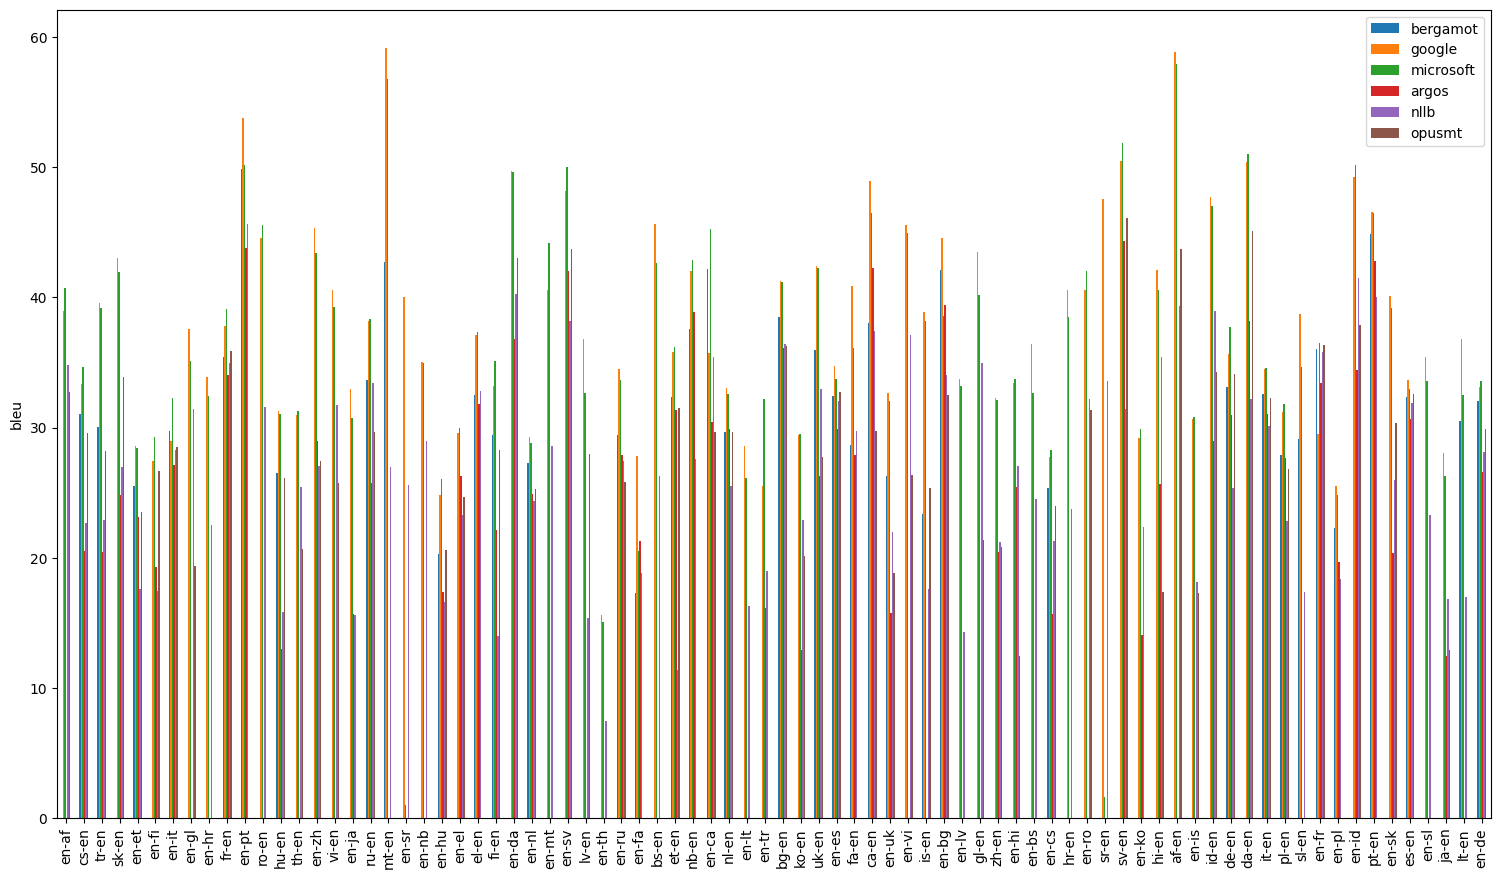 bergamot
google
microsoft
argos
nllb
opusmt
bleu
60
50
40
30
20
10
0
en-af
cs-en
tr-en
sk-en
en-et
en-fi
en-it
en-gl
en-hr
fr-en
en-pt
ro-en
hu-en
th-en
en-zh
vi-en
en-ja
ru-en
mt-en
en-sr
en-nb
en-hu
en-el
el-en
fi-en
en-da
en-nl
en-mt
en-sv
lv-en
en-th
en-ru
en-fa
bs-en
et-en
nb-en
en-ca
nl-en
en-lt
en-tr
bg-en
ko-en
uk-en
en-es
fa-en
ca-en
en-uk
en-vi
is-en
en-bg
en-lv
gl-en
zh-en
en-hi
en-bs
en-cs
hr-en
en-ro
sr-en
sv-en
en-ko
hi-en
af-en
en-is
id-en
de-en
da-en
it-en
pl-en
sl-en
en-fr
en-pl
en-id
pt-en
en-sk
es-en
en-sl
ja-en
lt-en
en-de